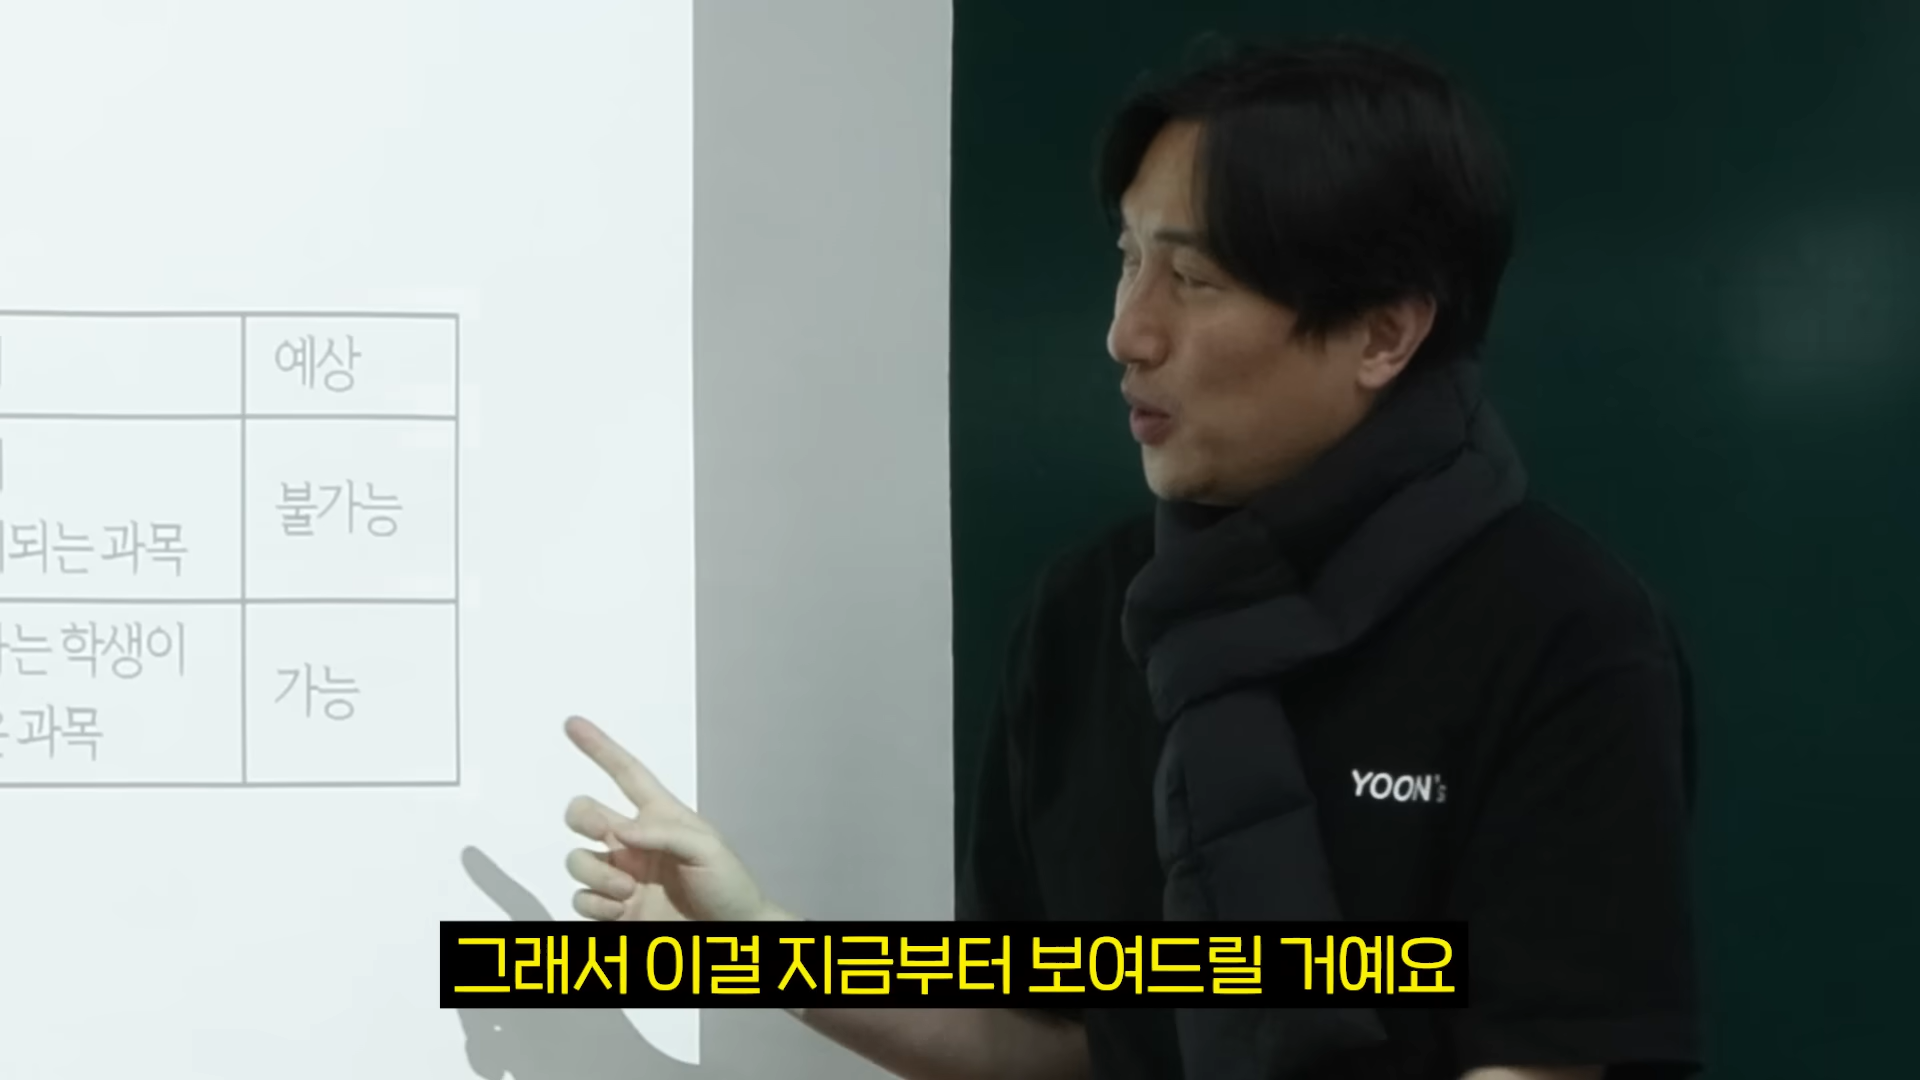 예상
불가능
되는 과목
는 학생이
가능
과목
YOON's
그래서 이걸 지금부터 보여드릴 거예요